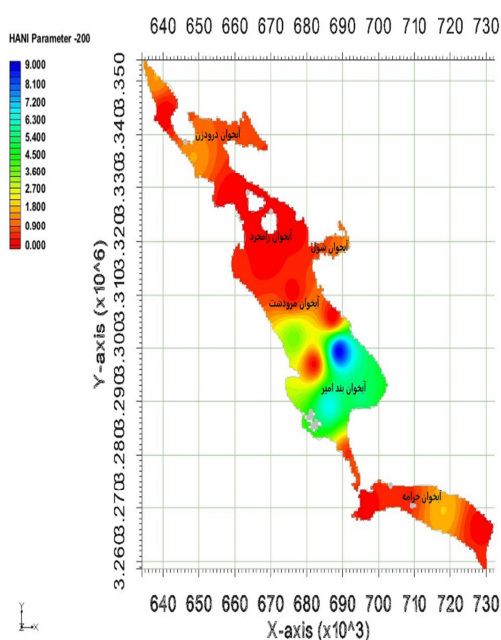 640 650 660 670 680 690 700 710 720 730
HANI Parameter -200
9.000
8.100
7.200
6.300
5.400
4.500
3.600
2.700
1.800
0.900
0.000
Y-axis (x10^6)
3.260 3.270 3.280 3.290 3.300 3.310 3.320 3.330 3.340 3.350
آبخوان درودزن
آبخوان رامجرد
آبخوان سیدان
آبخوان مرودشت
آبخوان بند امیر
آبخوان خرامه
640 650 660 670 680 690 700 710 720 730
X-axis (x10^3)
Y
X